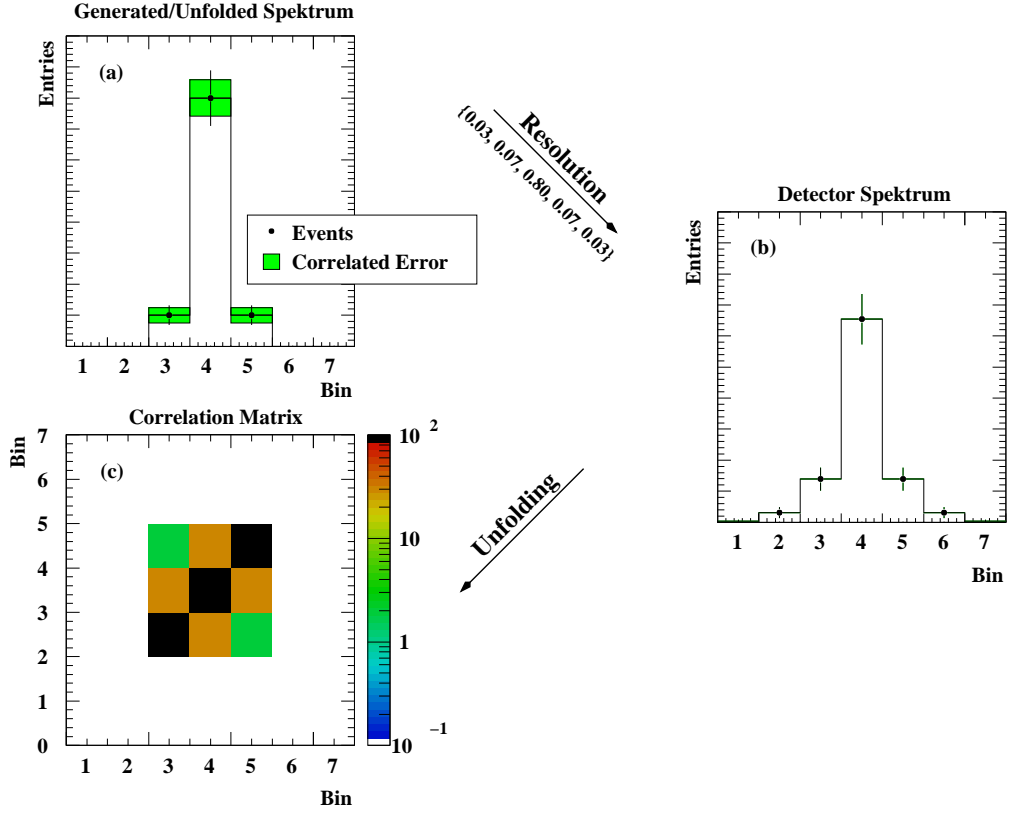 Generated/Unfolded Spektrum
Entries
(a)
Events
Correlated Error
1 2 3 4 5 6 7
Bin
Resolution
{0.03, 0.07, 0.80, 0.07, 0.03}
Detector Spektrum
Entries
(b)
1 2 3 4 5 6 7
Bin
Unfolding
Correlation Matrix
Bin
(c)
7
6
5
4
3
2
1
0
1 2 3 4 5 6 7
Bin
10 2
10
1
10 −1